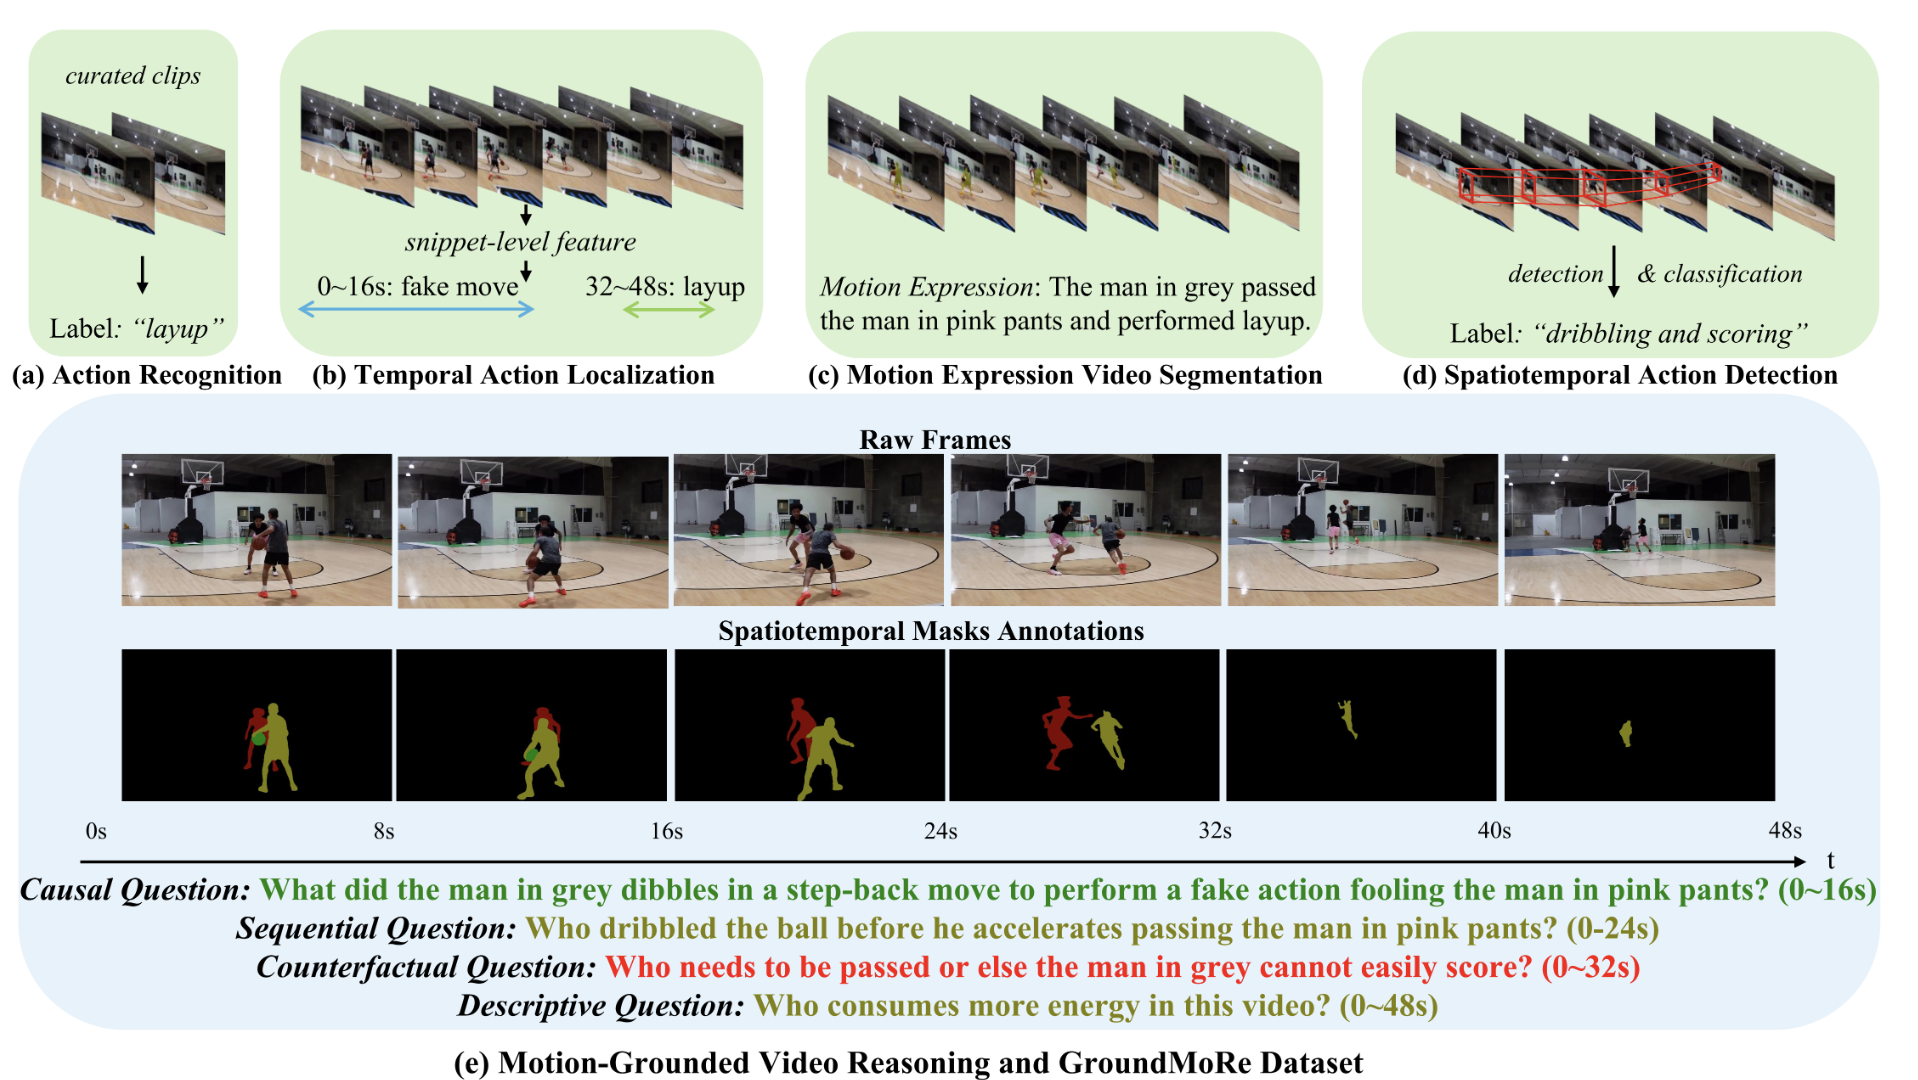 curated clips
Label: “layup”
(a) Action Recognition
snippet-level feature
0~16s: fake move
32~48s: layup
(b) Temporal Action Localization
Motion Expression: The man in grey passed
the man in pink pants and performed layup.
(c) Motion Expression Video Segmentation
detection & classification
Label: “dribbling and scoring”
(d) Spatiotemporal Action Detection
Raw Frames
Spatiotemporal Masks Annotations
0s 8s 16s 24s 32s 40s 48s
t
Causal Question: What did the man in grey dibbles in a step-back move to perform a fake action fooling the man in pink pants? (0~16s)
Sequential Question: Who dribbled the ball before he accelerates passing the man in pink pants? (0-24s)
Counterfactual Question: Who needs to be passed or else the man in grey cannot easily score? (0~32s)
Descriptive Question: Who consumes more energy in this video? (0~48s)
(e) Motion-Grounded Video Reasoning and GroundMoRe Dataset